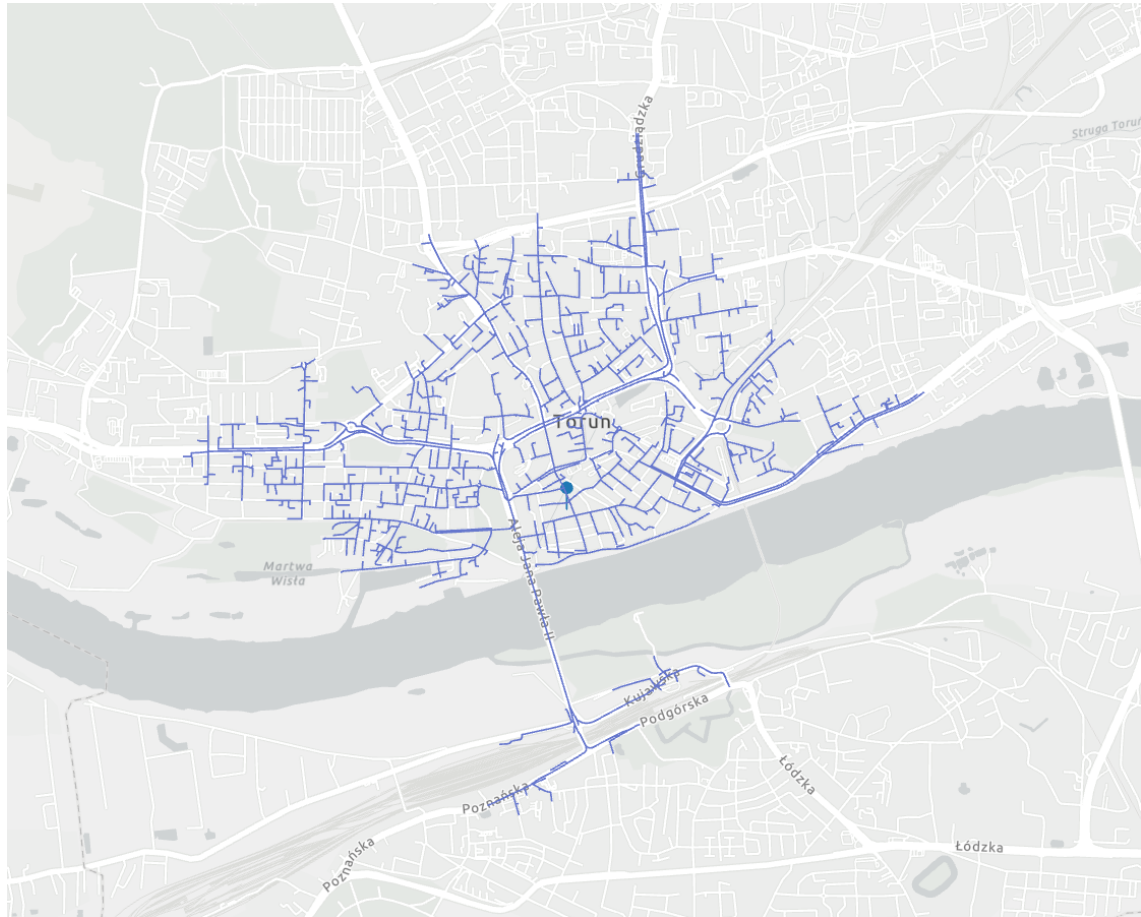 Grudziądzka
Struga Toruń
Toruń
Martwa
Wisła
Aleja Jana Pawła II
Kujawska
Podgórska
Łódzka
Poznańska
Poznańska
Łódzka